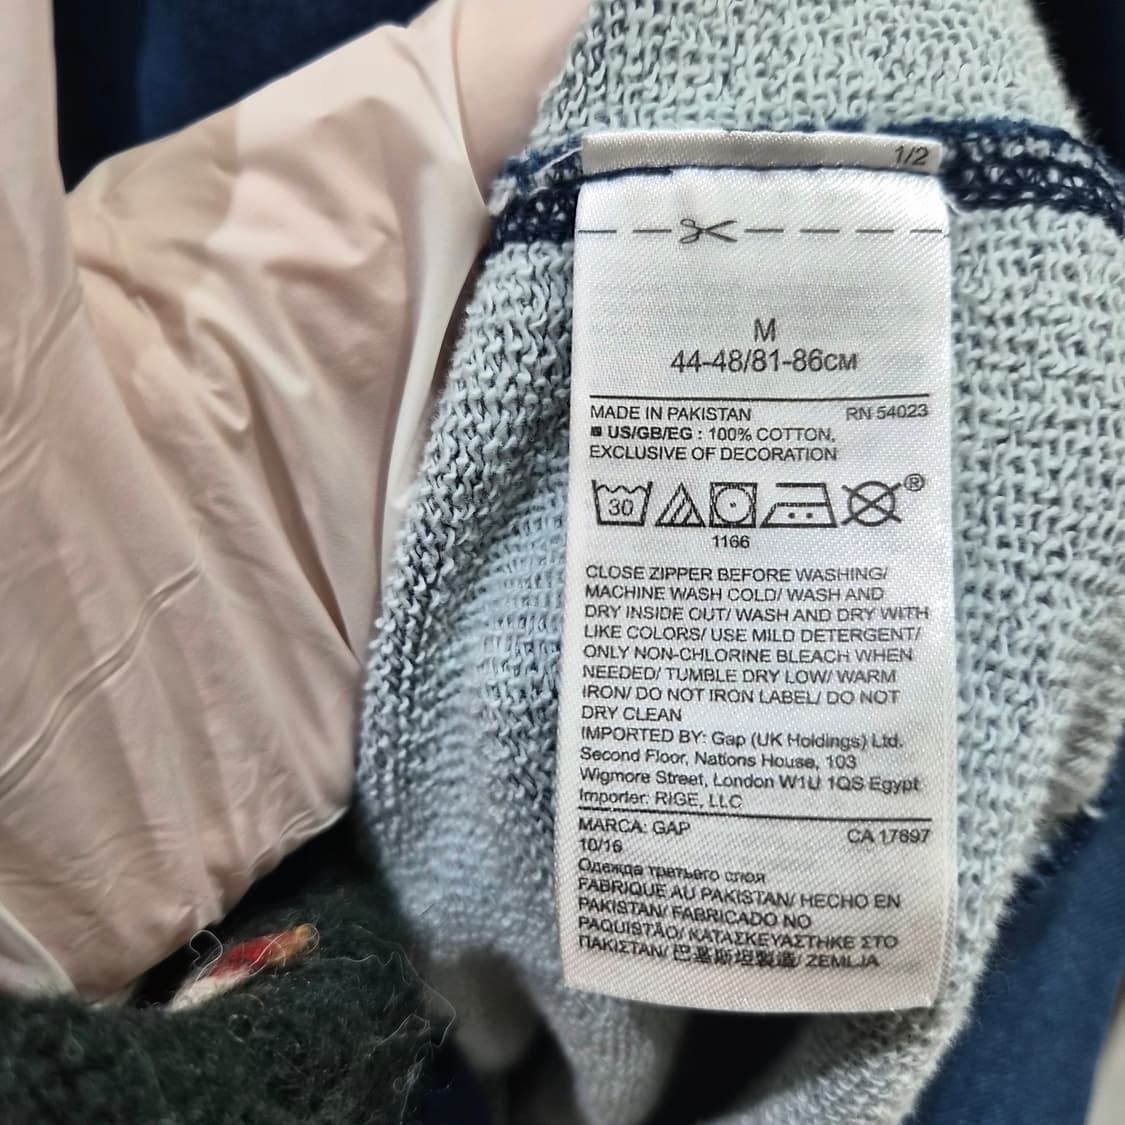 1/2
M
44-48/81-86CM
MADE IN PAKISTAN RN 54023
US/GB/EG : 100% COTTON,
EXCLUSIVE OF DECORATION
30 ®
1166
CLOSE ZIPPER BEFORE WASHING/
MACHINE WASH COLD/ WASH AND
DRY INSIDE OUT/ WASH AND DRY WITH
LIKE COLORS/ USE MILD DETERGENT/
ONLY NON-CHLORINE BLEACH WHEN
NEEDED/ TUMBLE DRY LOW/ WARM
IRON/ DO NOT IRON LABEL/ DO NOT
DRY CLEAN
IMPORTED BY: Gap (UK Holdings) Ltd.
Second Floor, Nations House, 103
Wigmore Street, London W1U 1QS Egypt
Importer: RIGE, LLC
MARCA: GAP CA 17897
10/16
Одежда третьего слоя
FABRIQUE AU PAKISTAN/ HECHO EN
PAKISTAN/ FABRICADO NO
PAQUISTÃO/ ΚΑΤΑΣΚΕΥΑΣΤΗΚΕ ΣΤΟ
ΠΑΚΙΣΤΑΝ/ 巴基斯坦製造/ ZEMLJA